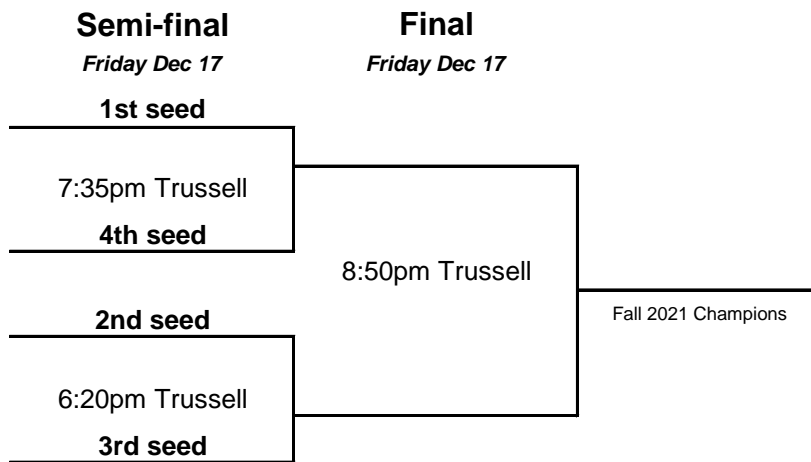 Semi-final
Final
Friday Dec 17
Friday Dec 17
1st seed
7:35pm Trussell
4th seed
8:50pm Trussell
2nd seed
Fall 2021 Champions
6:20pm Trussell
3rd seed